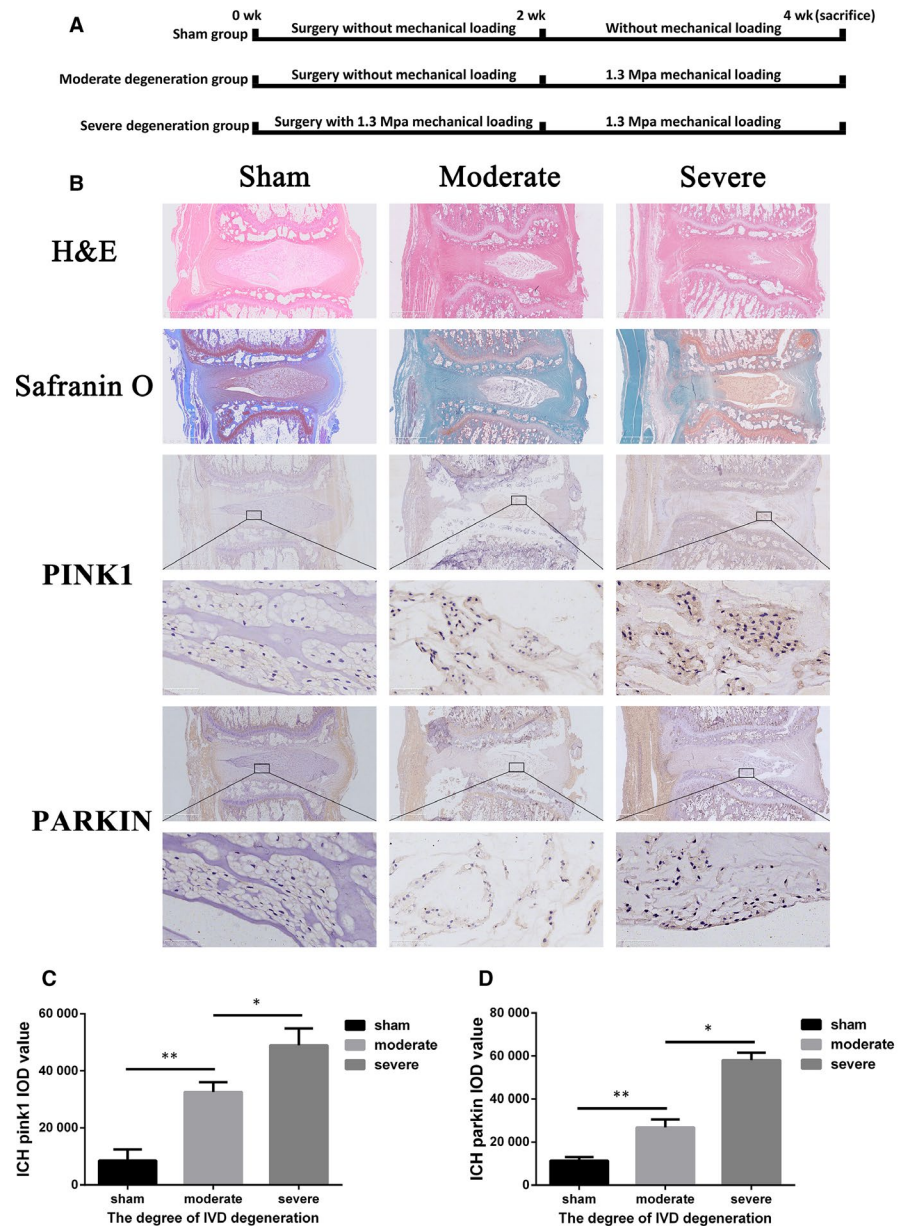 A
0 wk 2 wk 4 wk (sacrifice)
Sham group Surgery without mechanical loading Without mechanical loading
Moderate degeneration group Surgery without mechanical loading 1.3 Mpa mechanical loading
Severe degeneration group Surgery with 1.3 Mpa mechanical loading 1.3 Mpa mechanical loading
B
Sham Moderate Severe
H&E
Safranin O
PINK1
PARKIN
C
ICH pink1 IOD value
60 000
40 000
20 000
0
**
*
sham
moderate
severe
sham moderate severe
The degree of IVD degeneration
D
ICH parkin IOD value
80 000
60 000
40 000
20 000
0
**
*
sham
moderate
severe
sham moderate severe
The degree of IVD degeneration